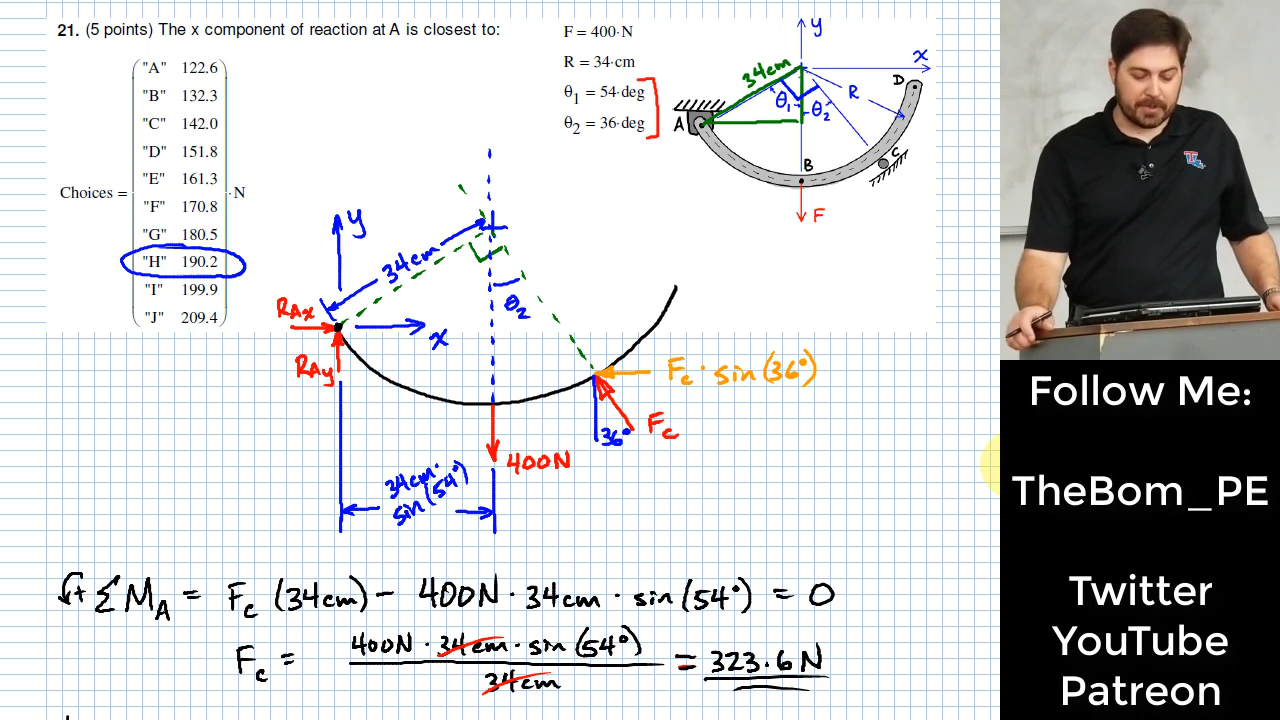 21. (5 points) The x component of reaction at A is closest to:
Choices =
"A" 122.6
"B" 132.3
"C" 142.0
"D" 151.8
"E" 161.3
"F" 170.8
"G" 180.5
"H" 190.2
"I" 199.9
"J" 209.4
·N
F = 400·N
R = 34·cm
θ1 = 54·deg
θ2 = 36·deg
y
x
34cm
D
R
θ1
θ2
A
C
B
F
y
34cm
RAx
x
θ2
RAy
Fc · sin(36°)
36°
Fc
400N
34cm·
sin(54°)
+ΣMA = Fc (34cm) – 400N · 34cm · sin(54°) = 0
Fc = 400N · 34cm · sin(54°) / 34cm = 323.6 N
Follow Me:
TheBom_PE
Twitter
YouTube
Patreon